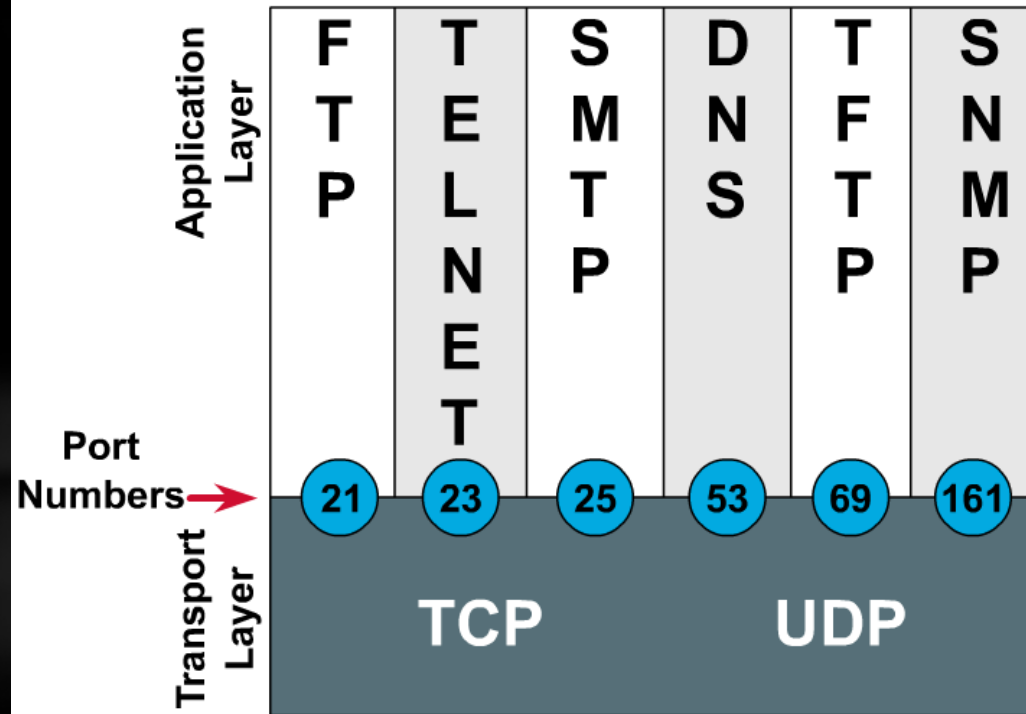 Application
Layer
FTP
TELNET
SMTP
DNS
TFTP
SNMP
Port
Numbers
21
23
25
53
69
161
Transport
Layer
TCP
UDP